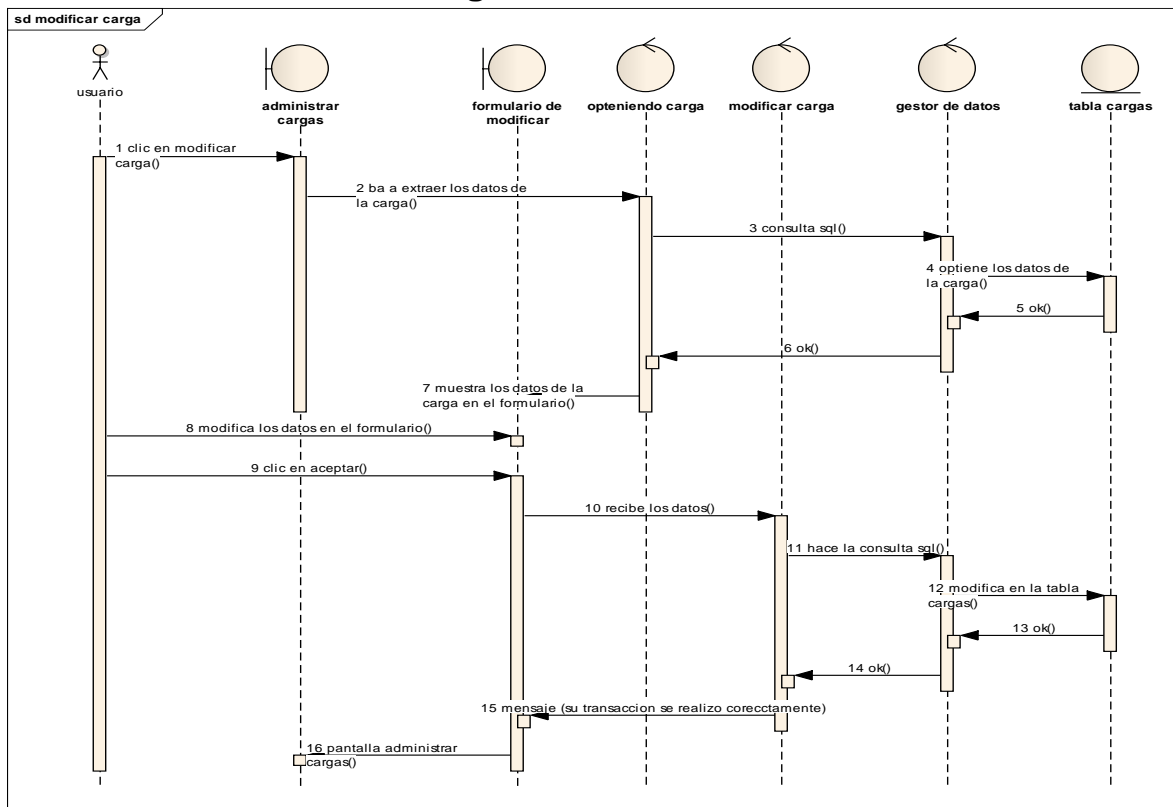 sd modificar carga
usuario
administrar
cargas
formulario de
modificar
opteniendo carga
modificar carga
gestor de datos
tabla cargas
1 clic en modificar
carga()
2 ba a extraer los datos de
la carga()
3 consulta sql()
4 optiene los datos de
la carga()
5 ok()
6 ok()
7 muestra los datos de la
carga en el formulario()
8 modifica los datos en el formulario()
9 clic en aceptar()
10 recibe los datos()
11 hace la consulta sql()
12 modifica en la tabla
cargas()
13 ok()
14 ok()
15 mensaje (su transaccion se realizo corecctamente)
16 pantalla administrar
cargas()